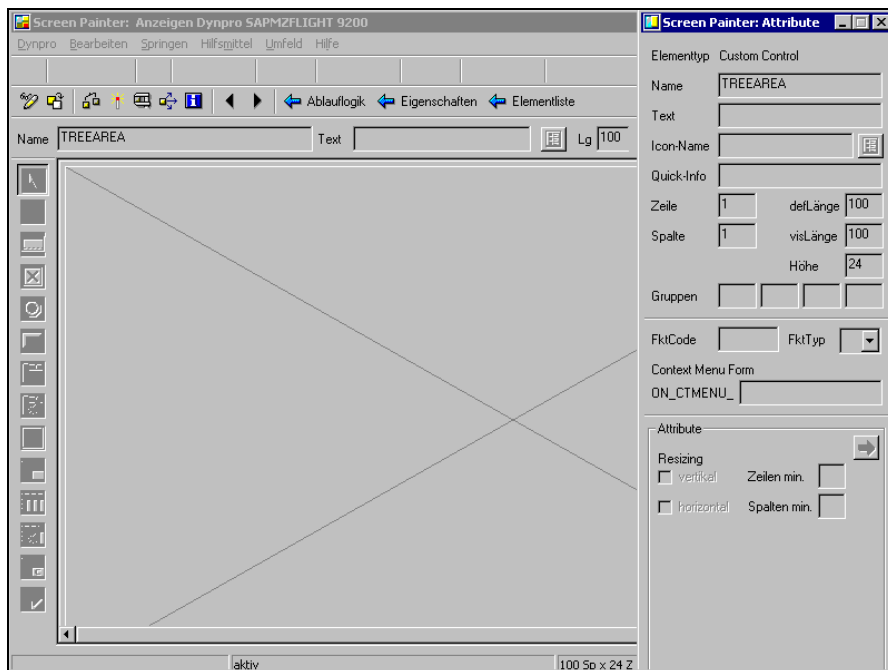 Screen Painter: Anzeigen Dynpro SAPMZFLIGHT 9200
Dynpro Bearbeiten Springen Hilfsmittel Umfeld Hilfe
Ablauflogik Eigenschaften Elementliste
Name TREEAREA Text Lg 100
aktiv 100 Sp x 24 Z
Screen Painter: Attribute
Elementtyp Custom Control
Name TREEAREA
Text
Icon-Name
Quick-Info
Zeile 1 defLänge 100
Spalte 1 visLänge 100
Höhe 24
Gruppen
FktCode FktTyp
Context Menu Form
ON_CTMENU_
Attribute
Resizing
vertikal Zeilen min.
horizontal Spalten min.